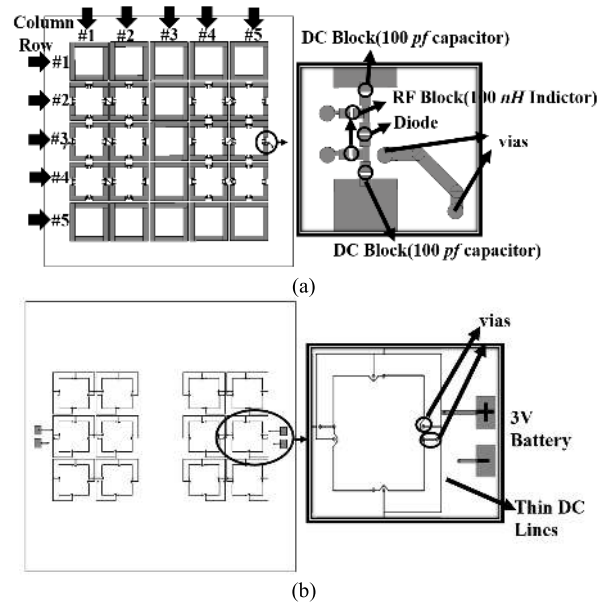 Column
Row
#1 #2 #3 #4 #5
#1
#2
#3
#4
#5
DC Block(100 pf capacitor)
RF Block(100 nH Indictor)
Diode
vias
DC Block(100 pf capacitor)
(a)
vias
3V
Battery
Thin DC
Lines
(b)